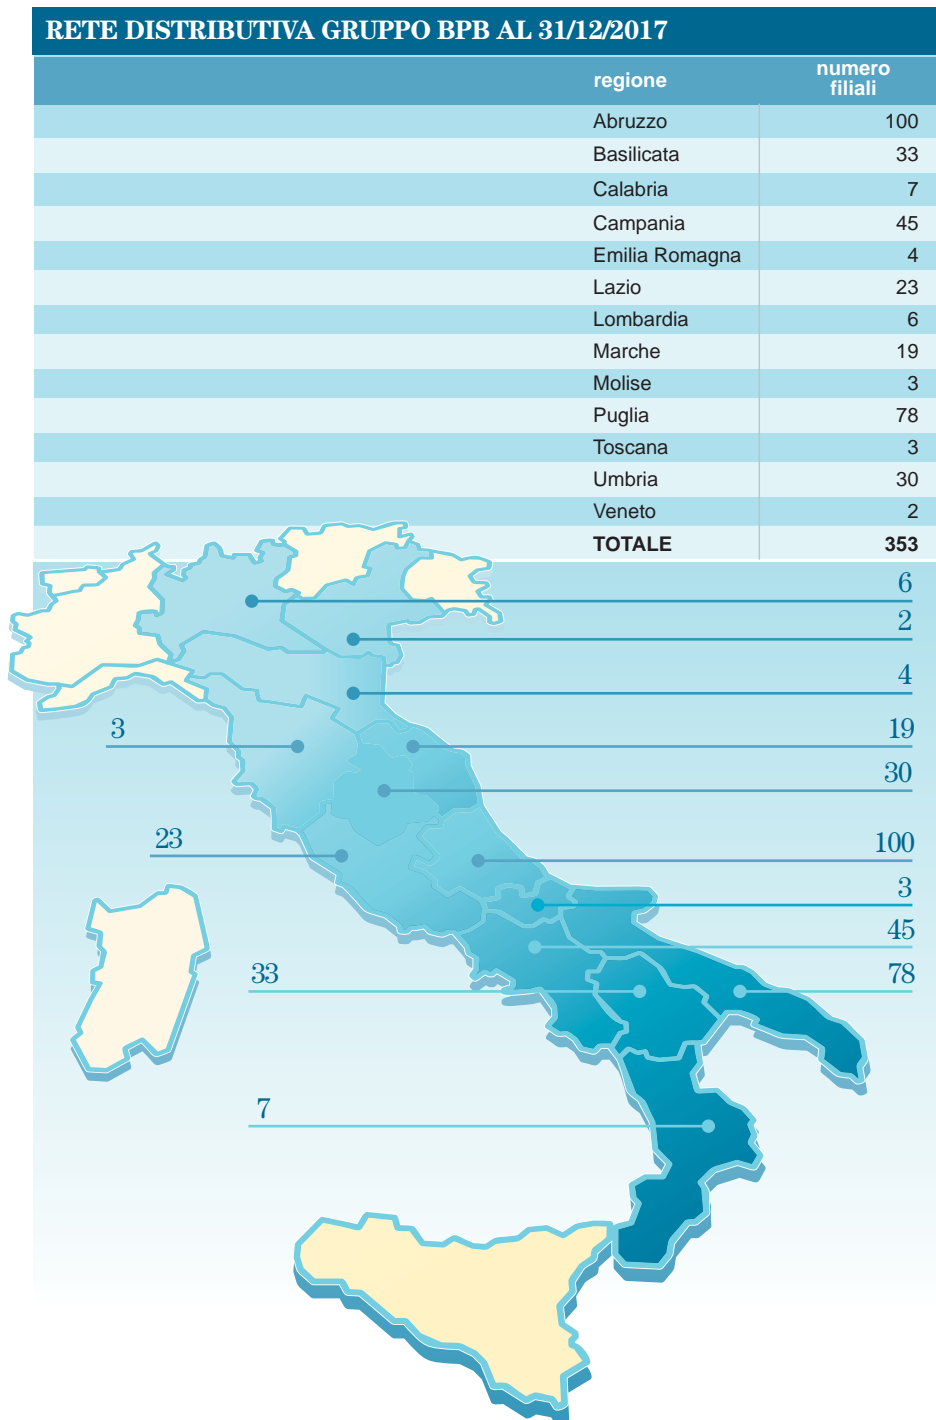 RETE DISTRIBUTIVA GRUPPO BPB AL 31/12/2017
regione numero filiali
Abruzzo 100
Basilicata 33
Calabria 7
Campania 45
Emilia Romagna 4
Lazio 23
Lombardia 6
Marche 19
Molise 3
Puglia 78
Toscana 3
Umbria 30
Veneto 2
TOTALE 353
6
2
4
3 19
30
23 100
3
45
33 78
7